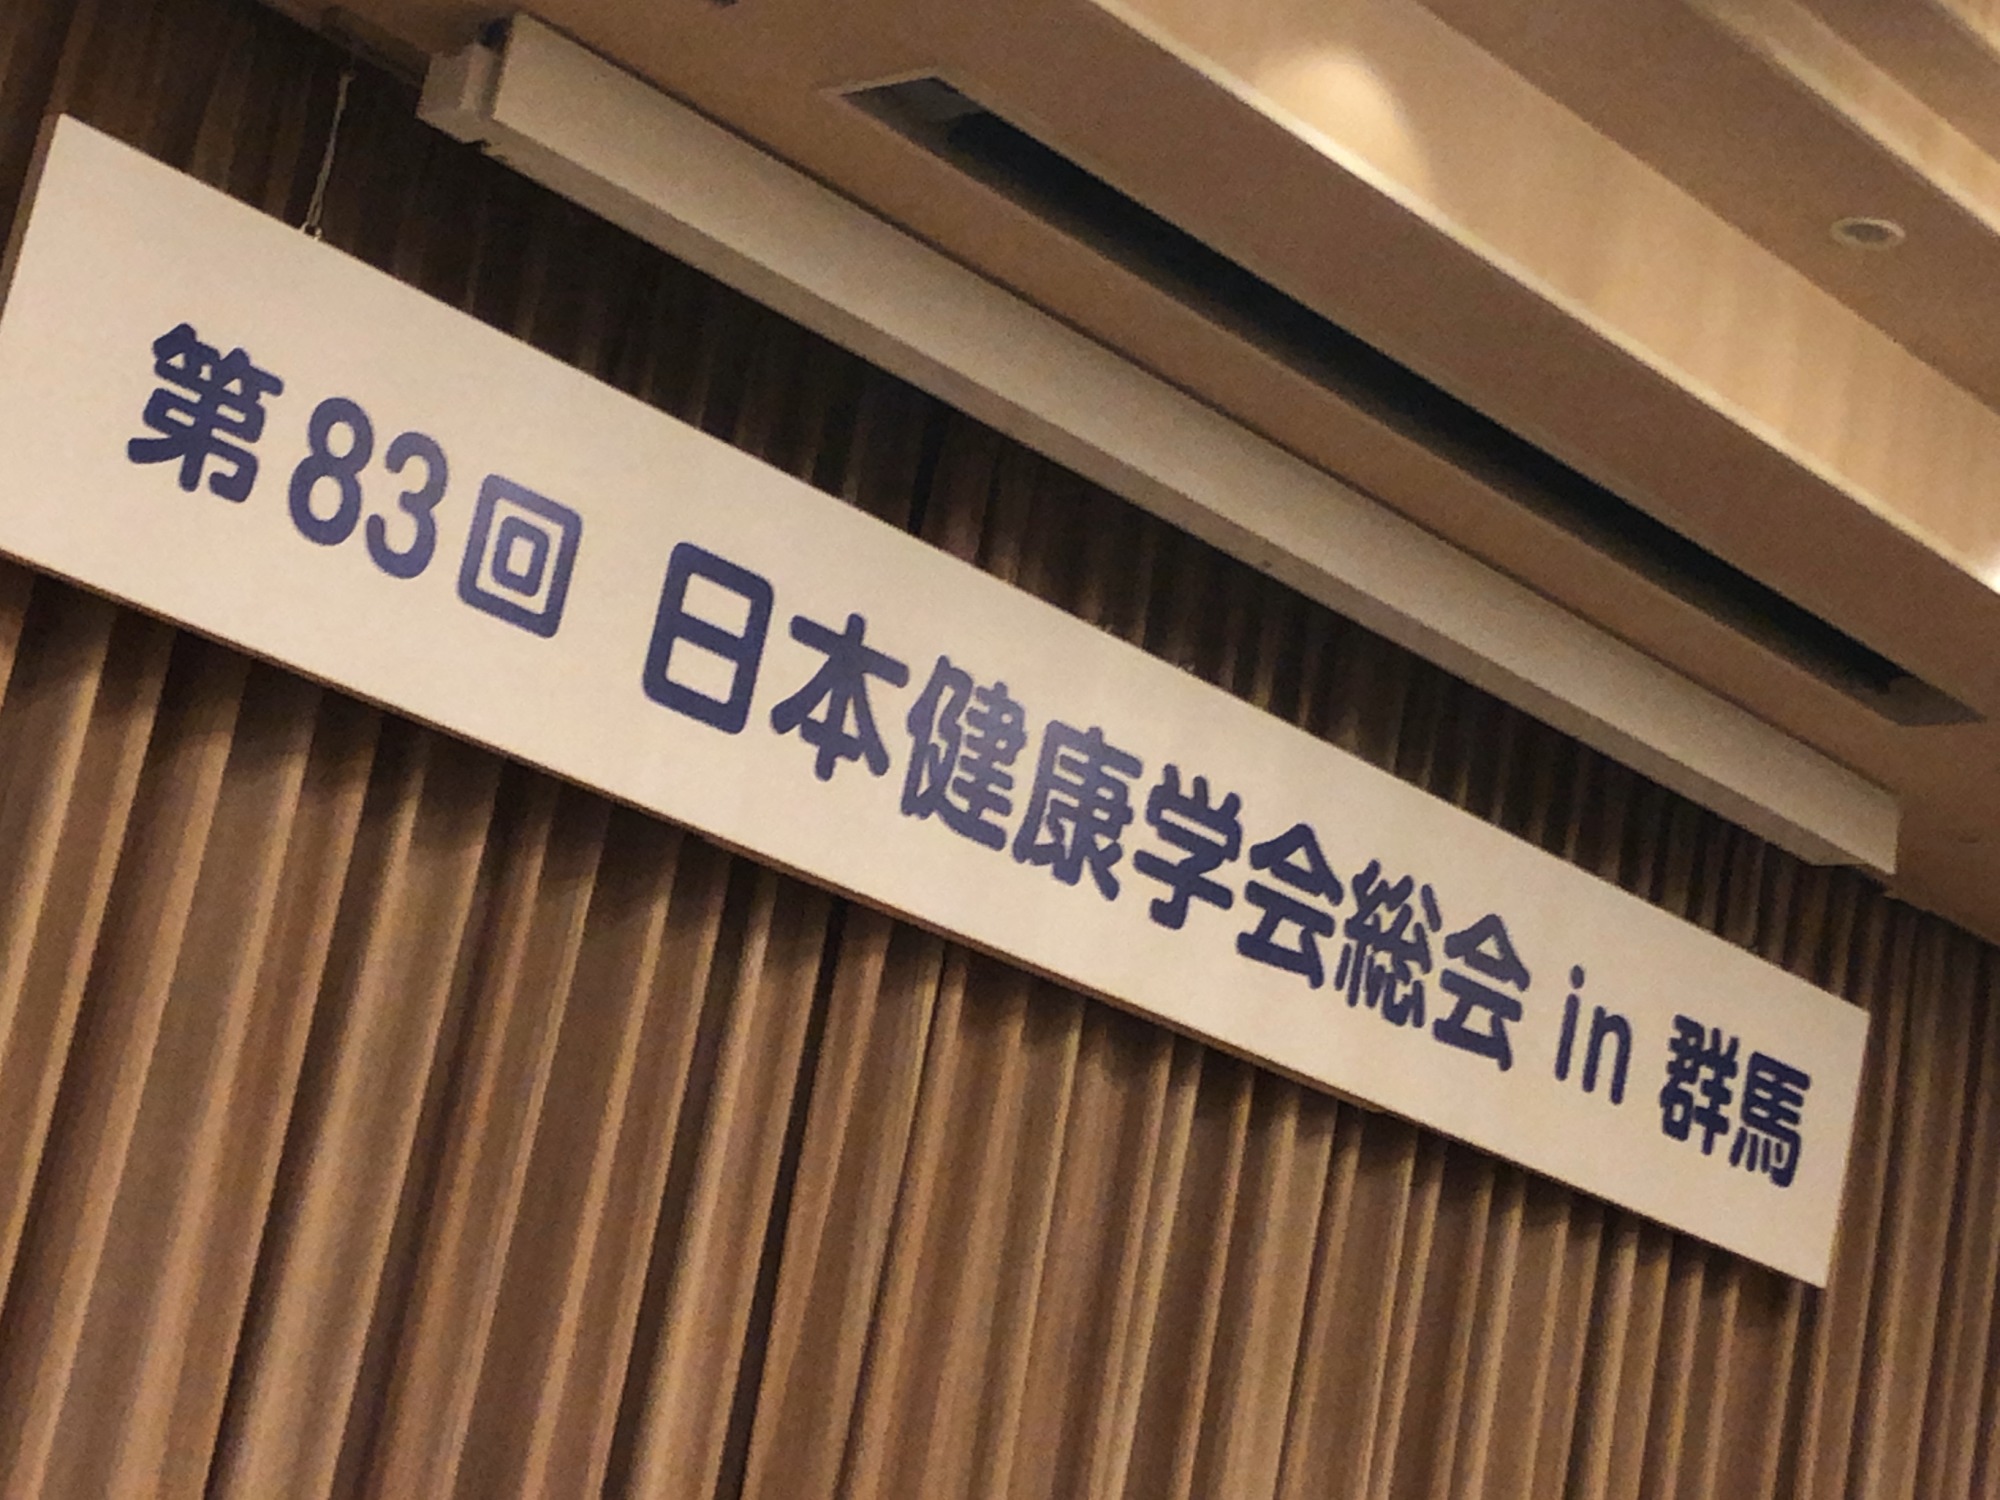 第83回 日本健康学会総会 in 群馬